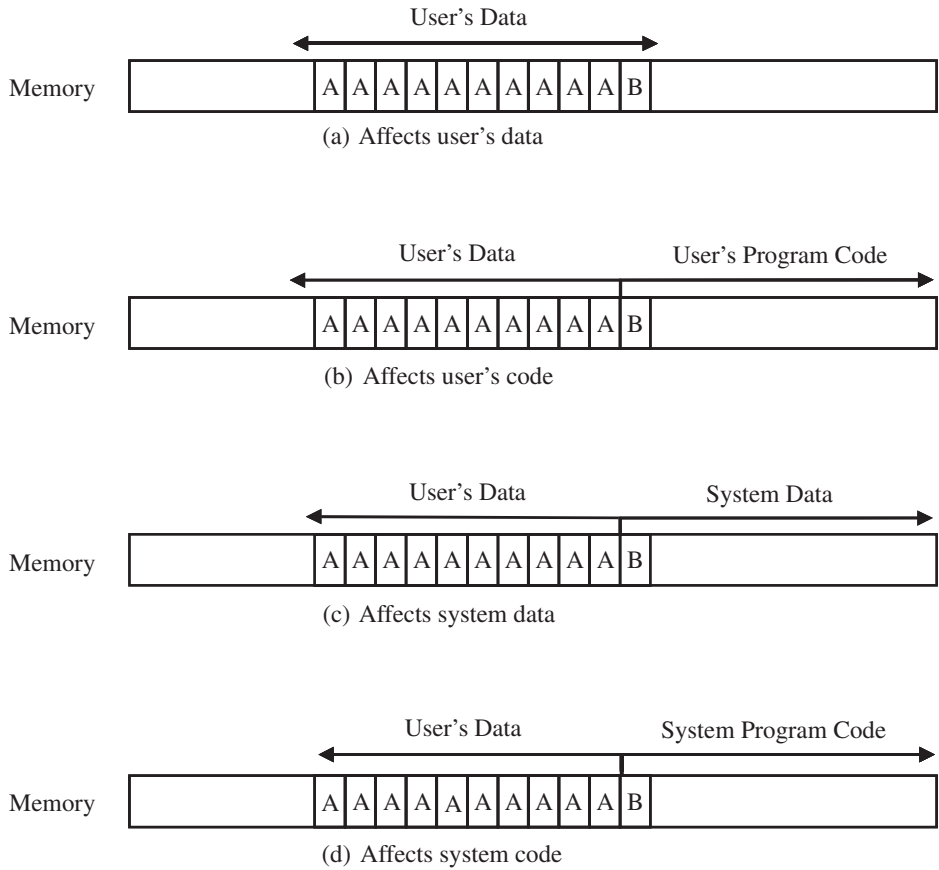 User's Data
Memory A A A A A A A A A A B
(a) Affects user's data
User's Data User's Program Code
Memory A A A A A A A A A A B
(b) Affects user's code
User's Data System Data
Memory A A A A A A A A A A B
(c) Affects system data
User's Data System Program Code
Memory A A A A A A A A A A B
(d) Affects system code